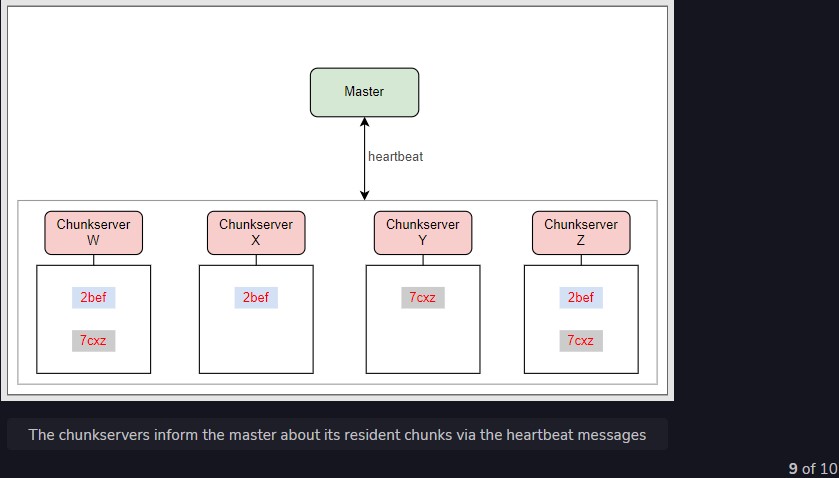 Master
heartbeat
Chunkserver
W
Chunkserver
X
Chunkserver
Y
Chunkserver
Z
2bef
2bef
7cxz
2bef
7cxz
7cxz
The chunkservers inform the master about its resident chunks via the heartbeat messages
9 of 10